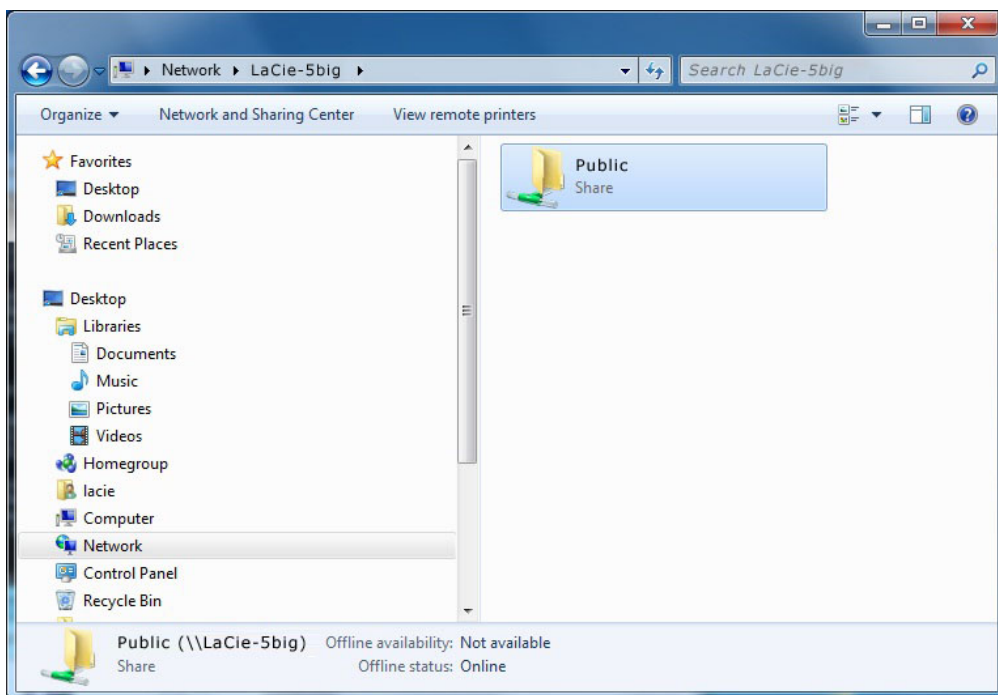 Network ▸ LaCie-5big ▸
Search LaCie-5big
Organize
Network and Sharing Center
View remote printers
Favorites
Desktop
Downloads
Recent Places
Desktop
Libraries
Documents
Music
Pictures
Videos
Homegroup
lacie
Computer
Network
Control Panel
Recycle Bin
Public
Share
Public (\\LaCie-5big) Offline availability: Not available
Share Offline status: Online